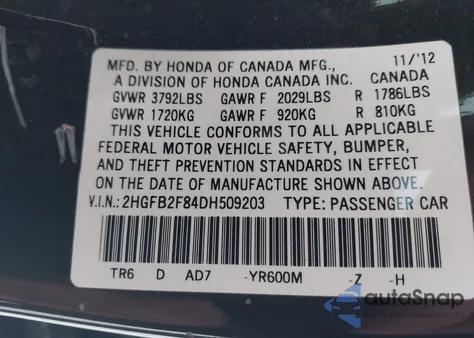 MFD. BY HONDA OF CANADA MFG., 11/'12
A DIVISION OF HONDA CANADA INC. CANADA
GVWR 3792LBS GAWR F 2029LBS R 1786LBS
GVWR 1720KG GAWR F 920KG R 810KG
THIS VEHICLE CONFORMS TO ALL APPLICABLE
FEDERAL MOTOR VEHICLE SAFETY, BUMPER,
AND THEFT PREVENTION STANDARDS IN EFFECT
ON DATE OF MANUFACTURE SHOWN ABOVE.
V.I.N.: 2HGFB2F84DH509203 TYPE: PASSENGER CAR
TR6 D AD7 -YR600M -Z -H
autoSnap